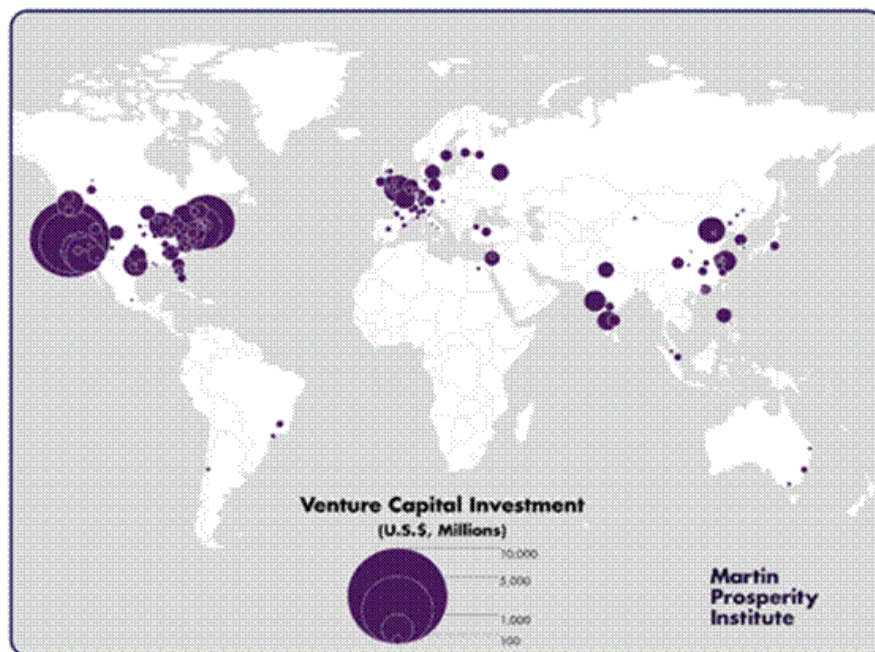 Venture Capital Investment
(U.S.$, Millions)
10,000
5,000
1,000
100
Martin
Prosperity
Institute